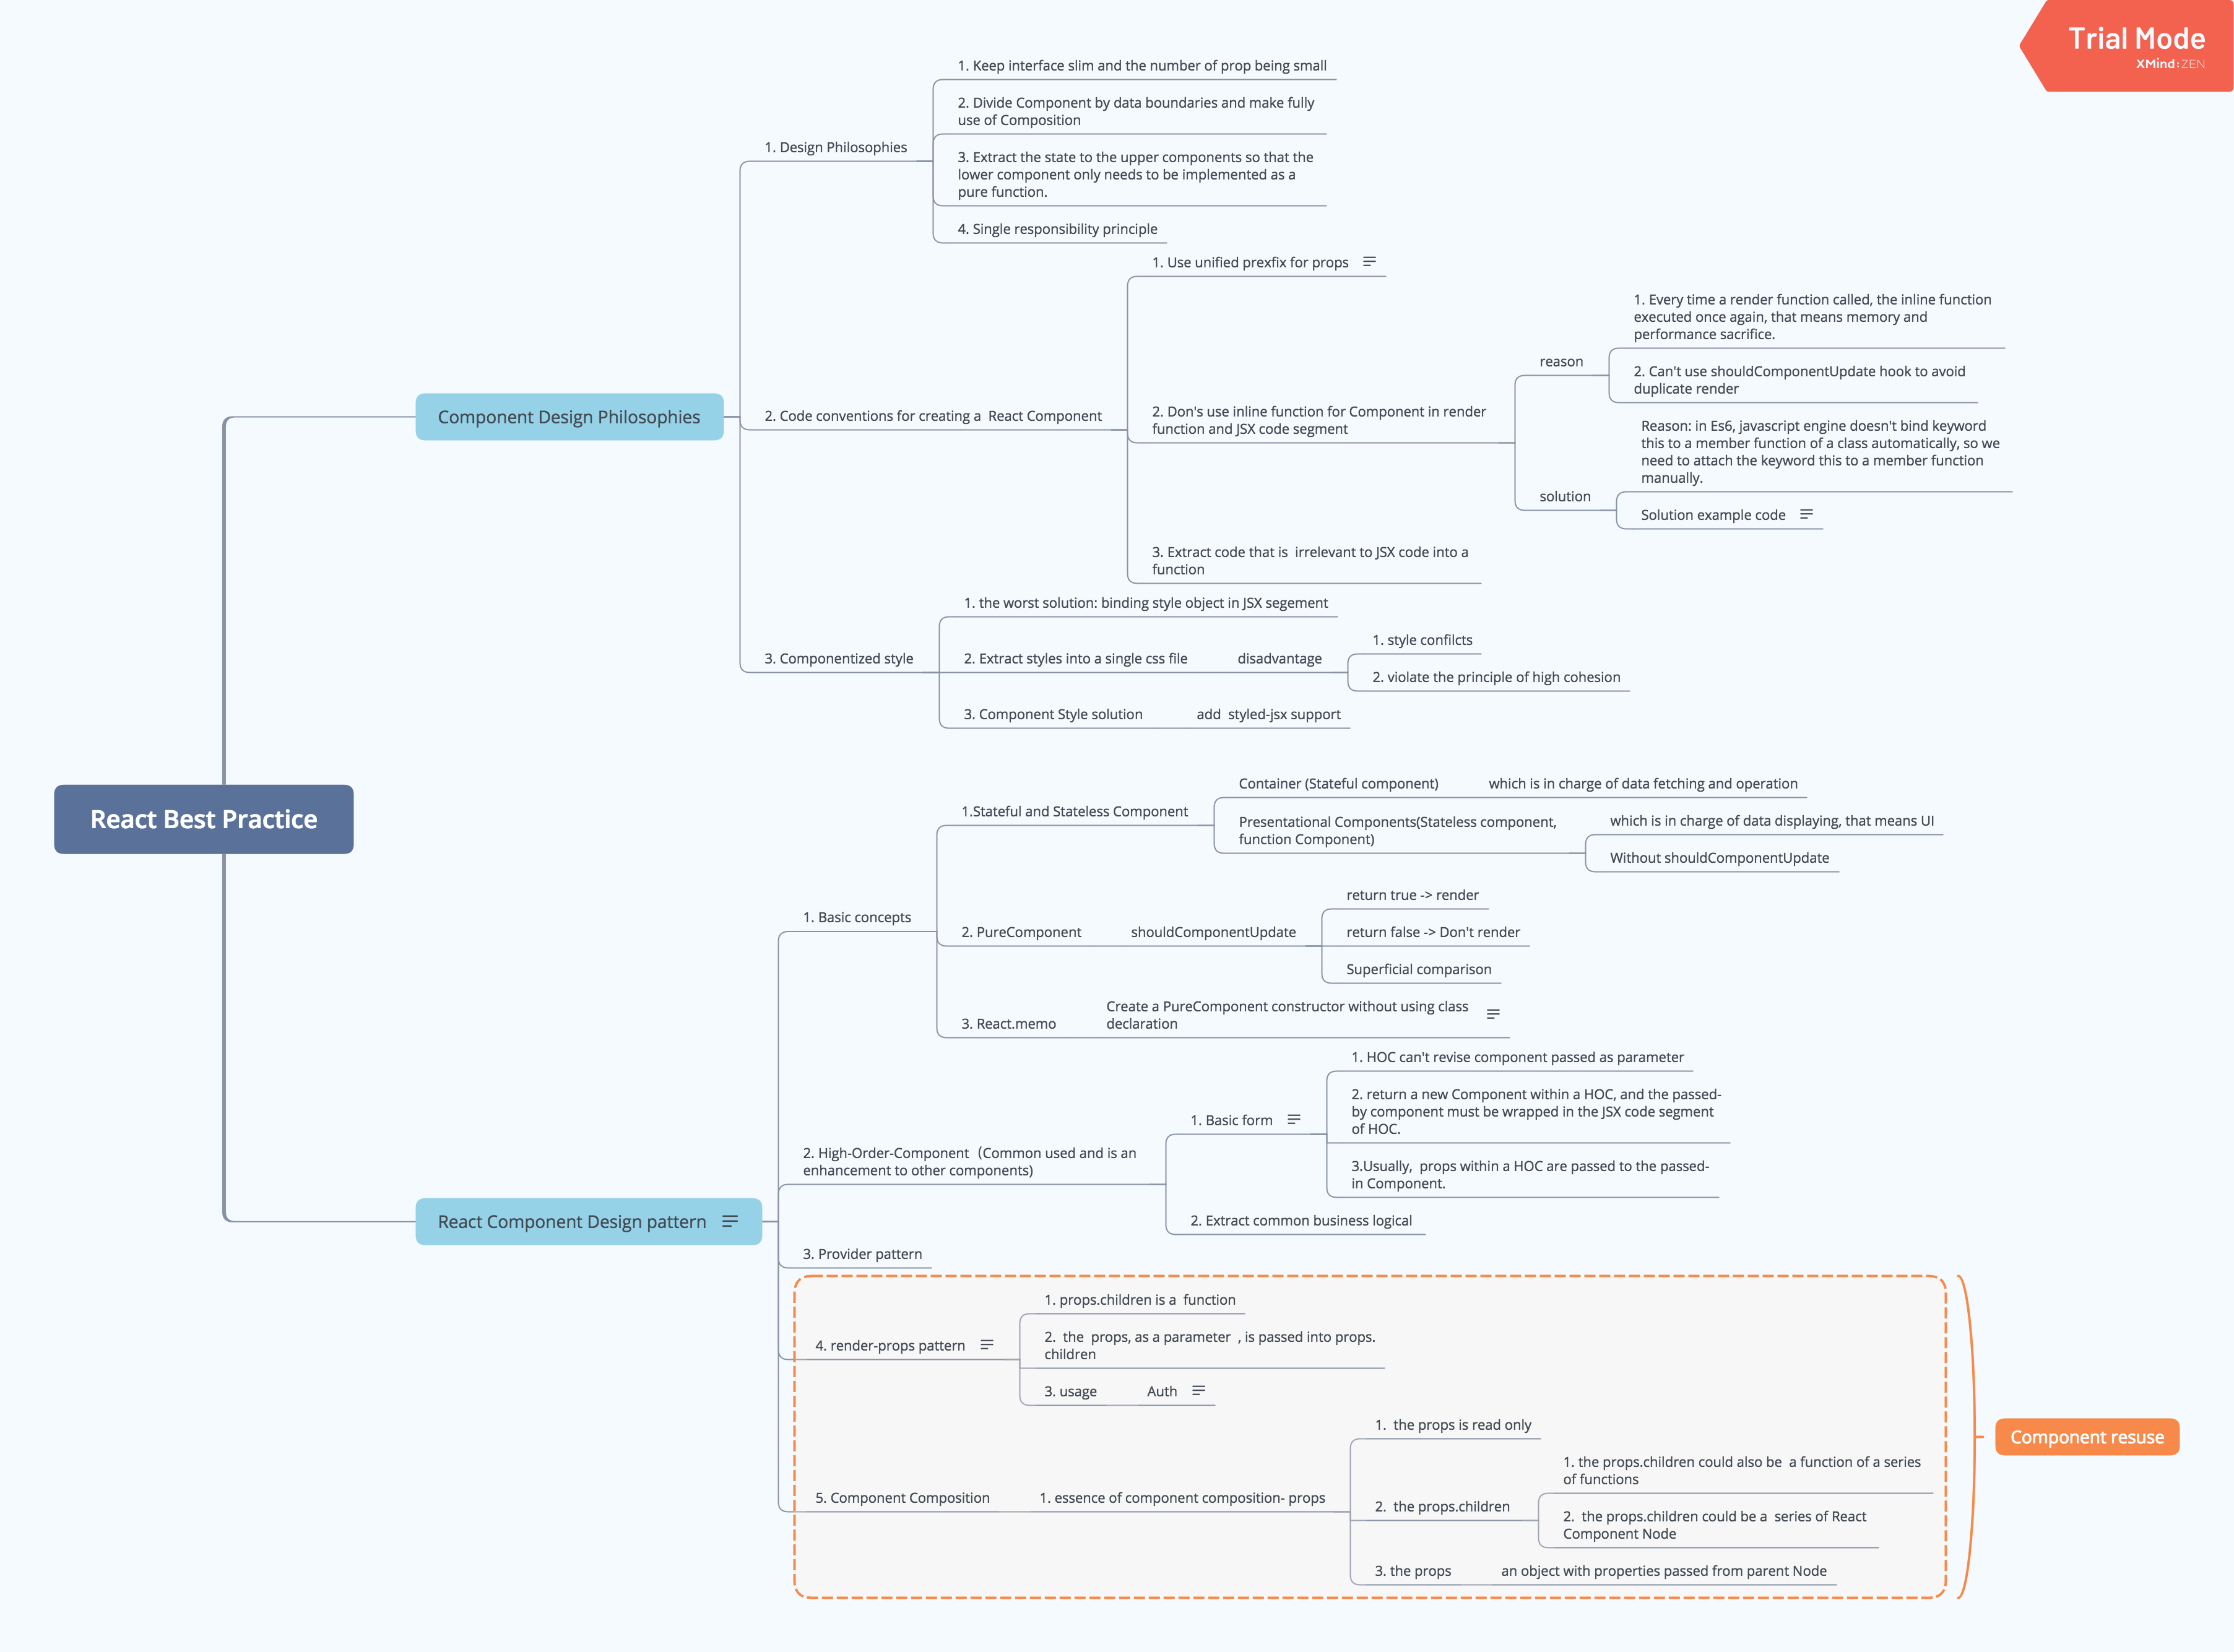 Trial Mode
XMind:ZEN
React Best Practice
Component Design Philosophies
1. Design Philosophies
1. Keep interface slim and the number of prop being small
2. Divide Component by data boundaries and make fully
use of Composition
3. Extract the state to the upper components so that the
lower component only needs to be implemented as a
pure function.
4. Single responsibility principle
2. Code conventions for creating a  React Component
1. Use unified prexfix for props
2. Don's use inline function for Component in render
function and JSX code segment
reason
1. Every time a render function called, the inline function
executed once again, that means memory and
performance sacrifice.
2. Can't use shouldComponentUpdate hook to avoid
duplicate render
solution
Reason: in Es6, javascript engine doesn't bind keyword
this to a member function of a class automatically, so we
need to attach the keyword this to a member function
manually.
Solution example code
3. Extract code that is  irrelevant to JSX code into a
function
3. Componentized style
1. the worst solution: binding style object in JSX segement
2. Extract styles into a single css file
disadvantage
1. style confilcts
2. violate the principle of high cohesion
3. Component Style solution
add  styled-jsx support
React Component Design pattern
1. Basic concepts
1.Stateful and Stateless Component
Container (Stateful component)
which is in charge of data fetching and operation
Presentational Components(Stateless component,
function Component)
which is in charge of data displaying, that means UI
Without shouldComponentUpdate
2. PureComponent
shouldComponentUpdate
return true -> render
return false -> Don't render
Superficial comparison
3. React.memo
Create a PureComponent constructor without using class
declaration
2. High-Order-Component（Common used and is an
enhancement to other components)
1. Basic form
1. HOC can't revise component passed as parameter
2. return a new Component within a HOC, and the passed-
by component must be wrapped in the JSX code segment
of HOC.
3.Usually,  props within a HOC are passed to the passed-
in Component.
2. Extract common business logical
3. Provider pattern
4. render-props pattern
1. props.children is a  function
2.  the  props, as a parameter  , is passed into props.
children
3. usage
Auth
5. Component Composition
1. essence of component composition- props
1.  the props is read only
2.  the props.children
1. the props.children could also be  a function of a series
of functions
2.  the props.children could be a  series of React
Component Node
3. the props
an object with properties passed from parent Node
Component resuse